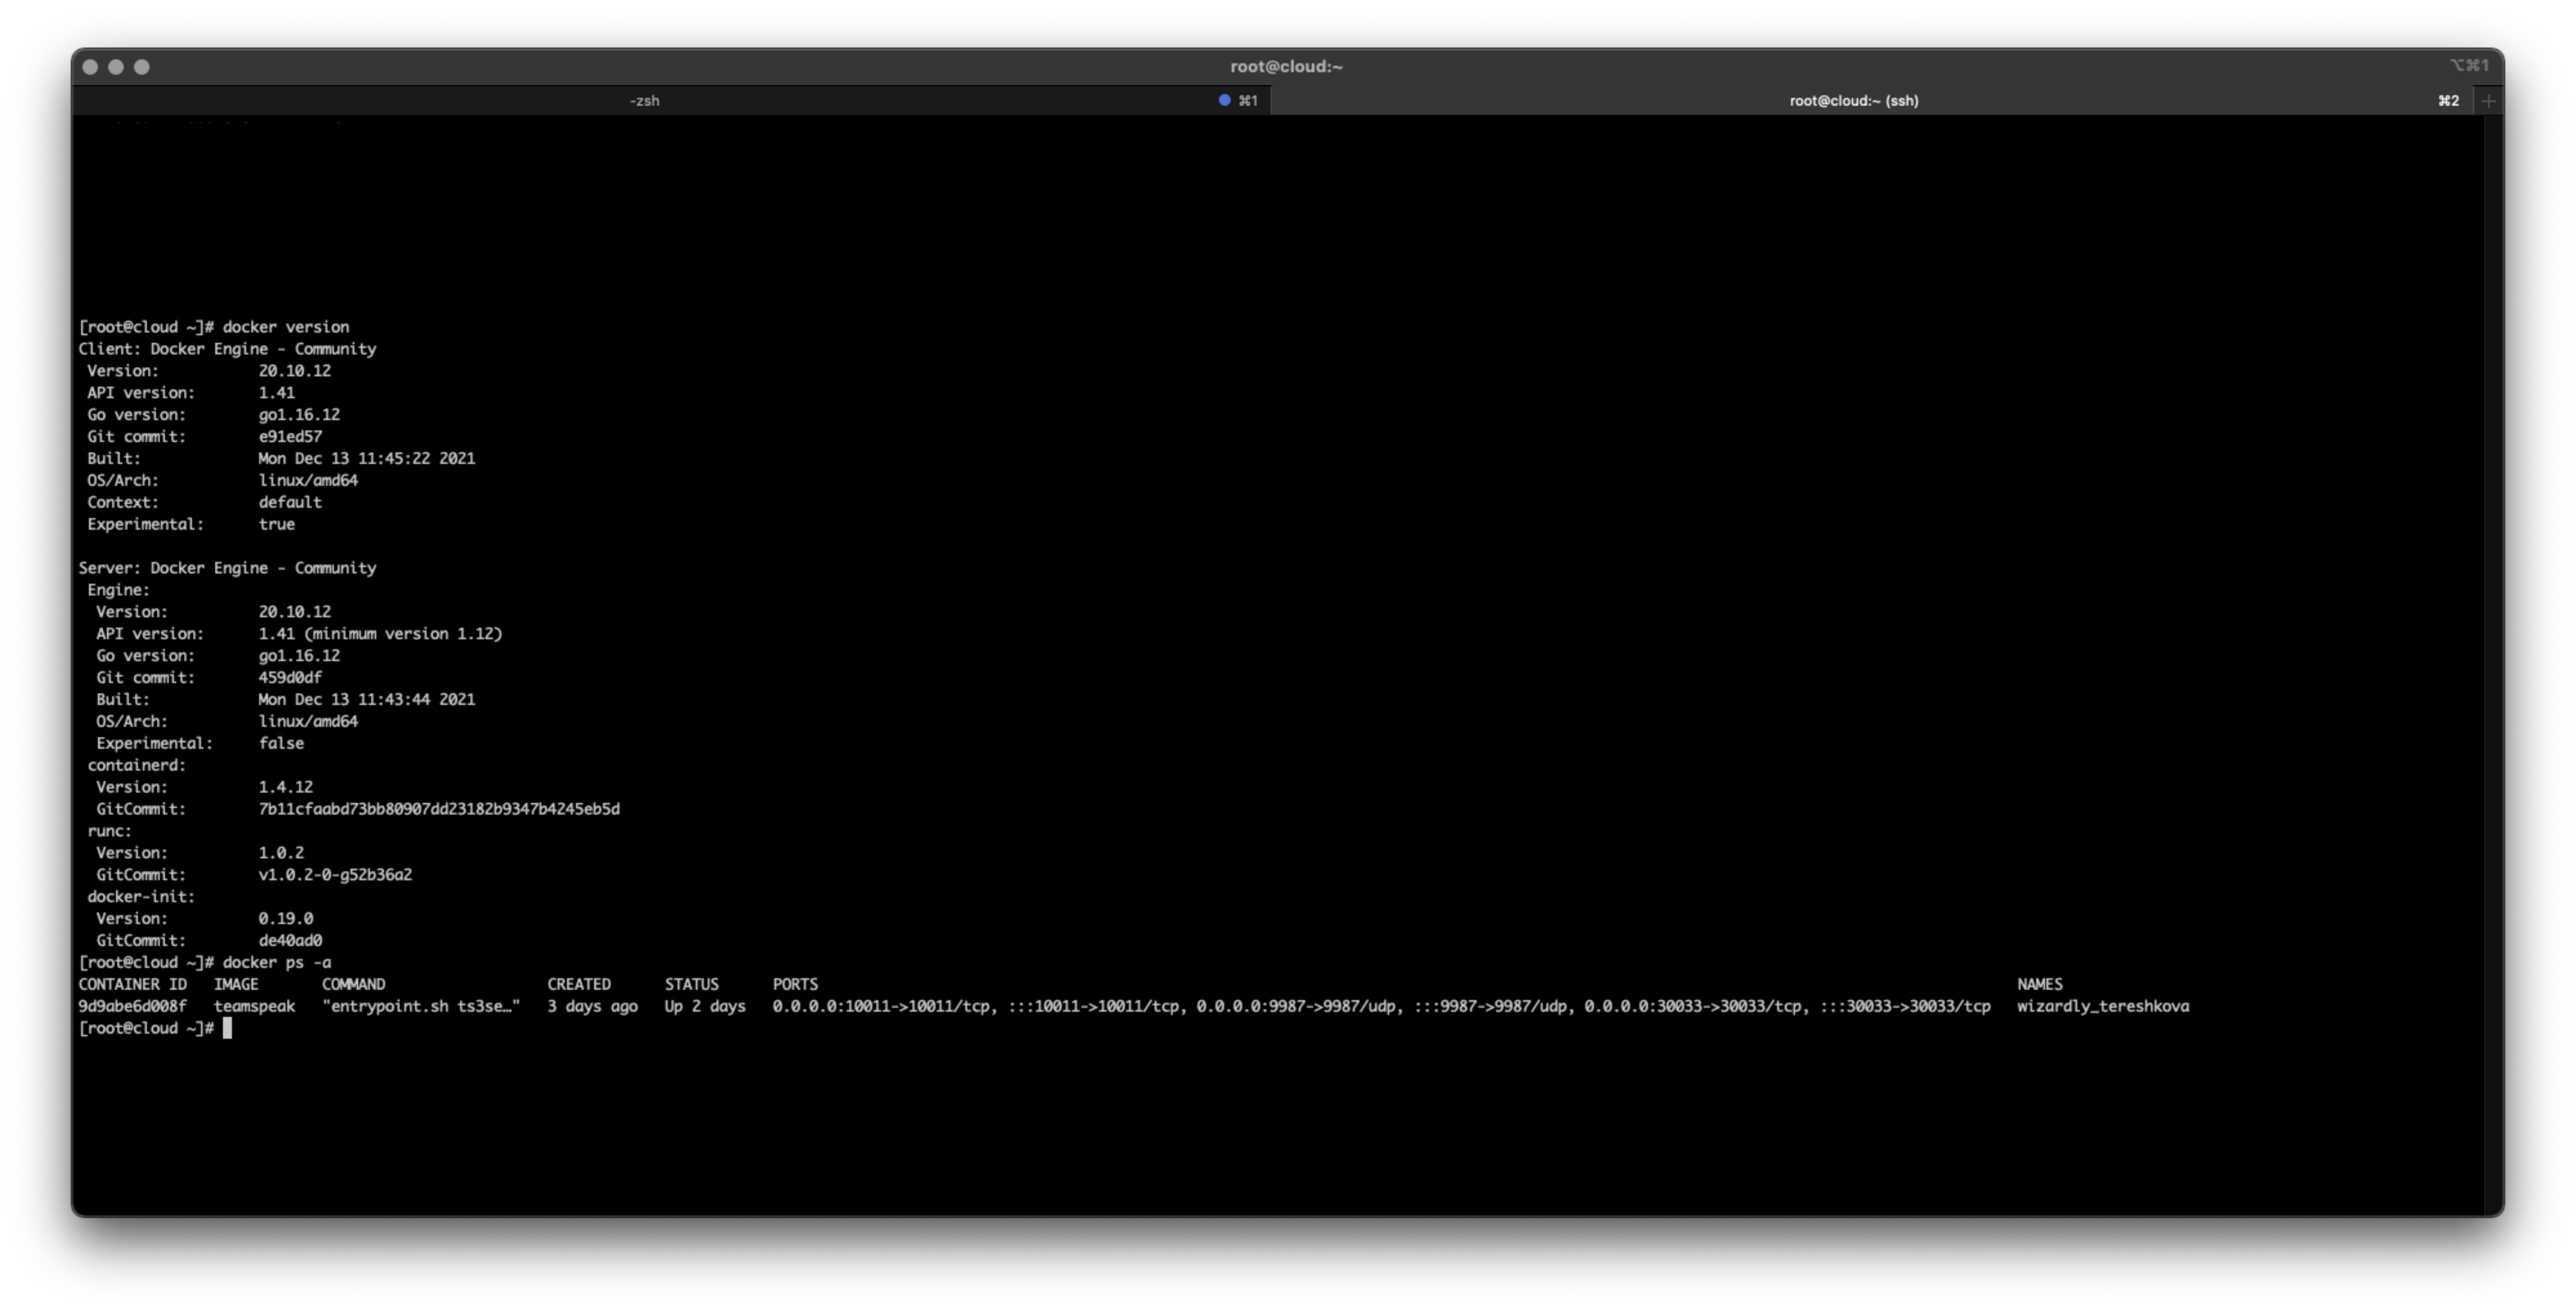 root@cloud:~
⌥⌘1
-zsh
⌘1
root@cloud:~ (ssh)
⌘2
[root@cloud ~]# docker version
Client: Docker Engine - Community
Version: 20.10.12
API version: 1.41
Go version: go1.16.12
Git commit: e91ed57
Built: Mon Dec 13 11:45:22 2021
OS/Arch: linux/amd64
Context: default
Experimental: true
Server: Docker Engine - Community
Engine:
Version: 20.10.12
API version: 1.41 (minimum version 1.12)
Go version: go1.16.12
Git commit: 459d0df
Built: Mon Dec 13 11:43:44 2021
OS/Arch: linux/amd64
Experimental: false
containerd:
Version: 1.4.12
GitCommit: 7b11cfaabd73bb80907dd23182b9347b4245eb5d
runc:
Version: 1.0.2
GitCommit: v1.0.2-0-g52b36a2
docker-init:
Version: 0.19.0
GitCommit: de40ad0
[root@cloud ~]# docker ps -a
CONTAINER ID IMAGE COMMAND CREATED STATUS PORTS NAMES
9d9abe6d008f teamspeak "entrypoint.sh ts3se…" 3 days ago Up 2 days 0.0.0.0:10011->10011/tcp, :::10011->10011/tcp, 0.0.0.0:9987->9987/udp, :::9987->9987/udp, 0.0.0.0:30033->30033/tcp, :::30033->30033/tcp wizardly_tereshkova
[root@cloud ~]#